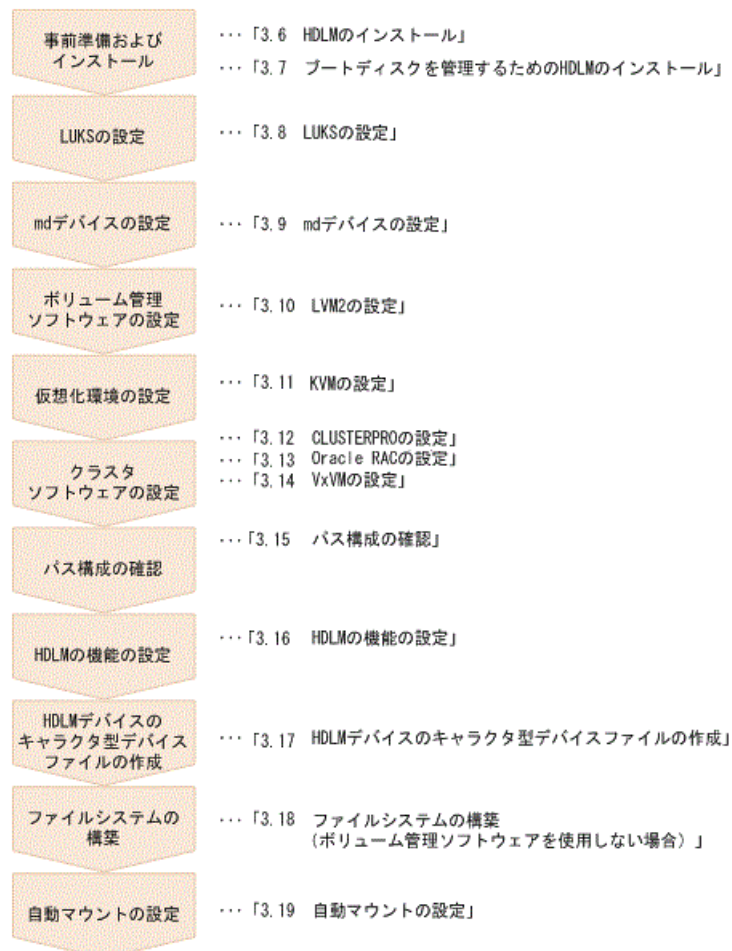 事前準備および
インストール
･･･「3.6 HDLMのインストール」
･･･「3.7 ブートディスクを管理するためのHDLMのインストール」
LUKSの設定
･･･「3.8 LUKSの設定」
mdデバイスの設定
･･･「3.9 mdデバイスの設定」
ボリューム管理
ソフトウェアの設定
･･･「3.10 LVM2の設定」
仮想化環境の設定
･･･「3.11 KVMの設定」
クラスタ
ソフトウェアの設定
･･･「3.12 CLUSTERPROの設定」
･･･「3.13 Oracle RACの設定」
･･･「3.14 VxVMの設定」
パス構成の確認
･･･「3.15 パス構成の確認」
HDLMの機能の設定
･･･「3.16 HDLMの機能の設定」
HDLMデバイスの
キャラクタ型デバイス
ファイルの作成
･･･「3.17 HDLMデバイスのキャラクタ型デバイスファイルの作成」
ファイルシステムの
構築
･･･「3.18 ファイルシステムの構築
(ボリューム管理ソフトウェアを使用しない場合)」
自動マウントの設定
･･･「3.19 自動マウントの設定」